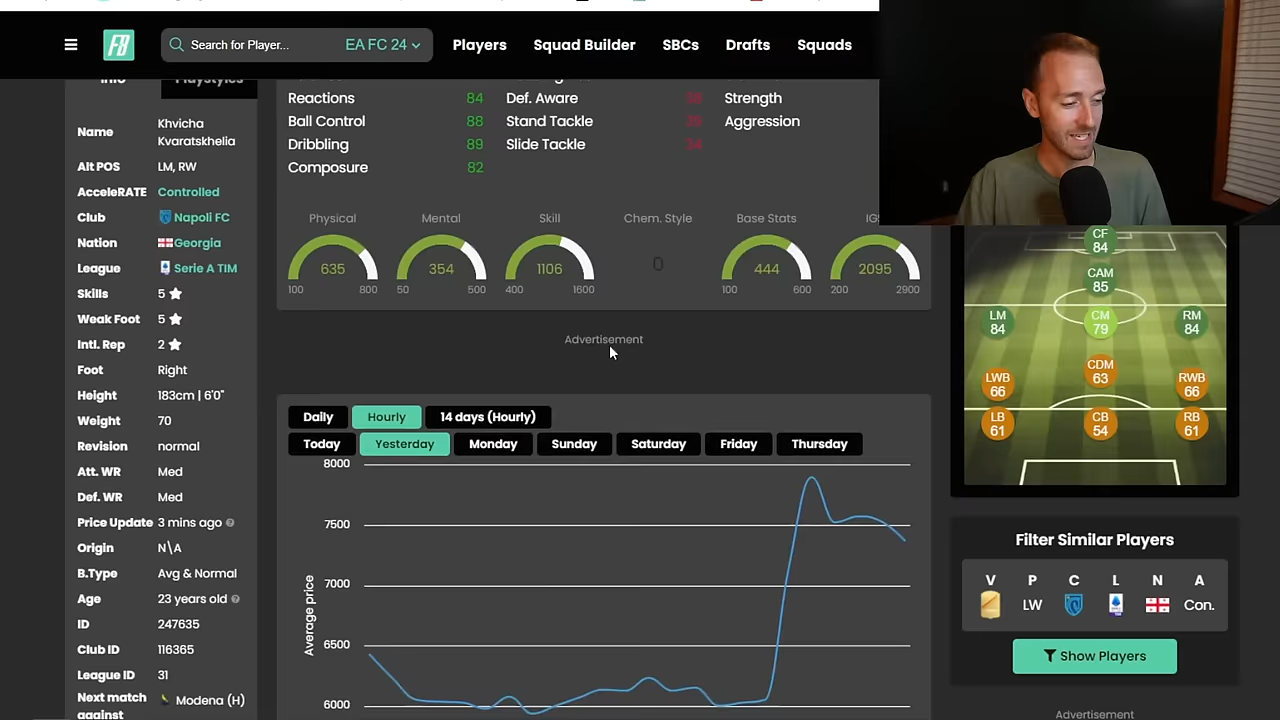 FB
Search for Player...
EA FC 24
Players
Squad Builder
SBCs
Drafts
Squads
Info
Playstyles
Name
Khvicha
Kvaratskhelia
Alt POS
LM, RW
AcceleRATE
Controlled
Club
Napoli FC
Nation
Georgia
League
Serie A TIM
Skills
5
Weak Foot
5
Intl. Rep
2
Foot
Right
Height
183cm | 6'0"
Weight
70
Revision
normal
Att. WR
Med
Def. WR
Med
Price Update
3 mins ago
Origin
N\A
B.Type
Avg & Normal
Age
23 years old
ID
247635
Club ID
116365
League ID
31
Next match
against
Modena (H)
Reactions
84
Def. Aware
Strength
Ball Control
88
Stand Tackle
Aggression
Dribbling
89
Slide Tackle
34
Composure
82
Physical
635
100
800
Mental
354
50
500
Skill
1106
400
1600
Chem. Style
0
Base Stats
444
100
600
IGS
2095
200
2900
Advertisement
Daily
Hourly
14 days (Hourly)
Today
Yesterday
Monday
Sunday
Saturday
Friday
Thursday
8000
7500
7000
6500
6000
Average price
CF
84
CAM
85
LM
84
CM
79
RM
84
LWB
66
CDM
63
RWB
66
LB
61
CB
54
RB
61
Filter Similar Players
V
P
C
L
N
A
LW
Con.
Show Players
Advertisement